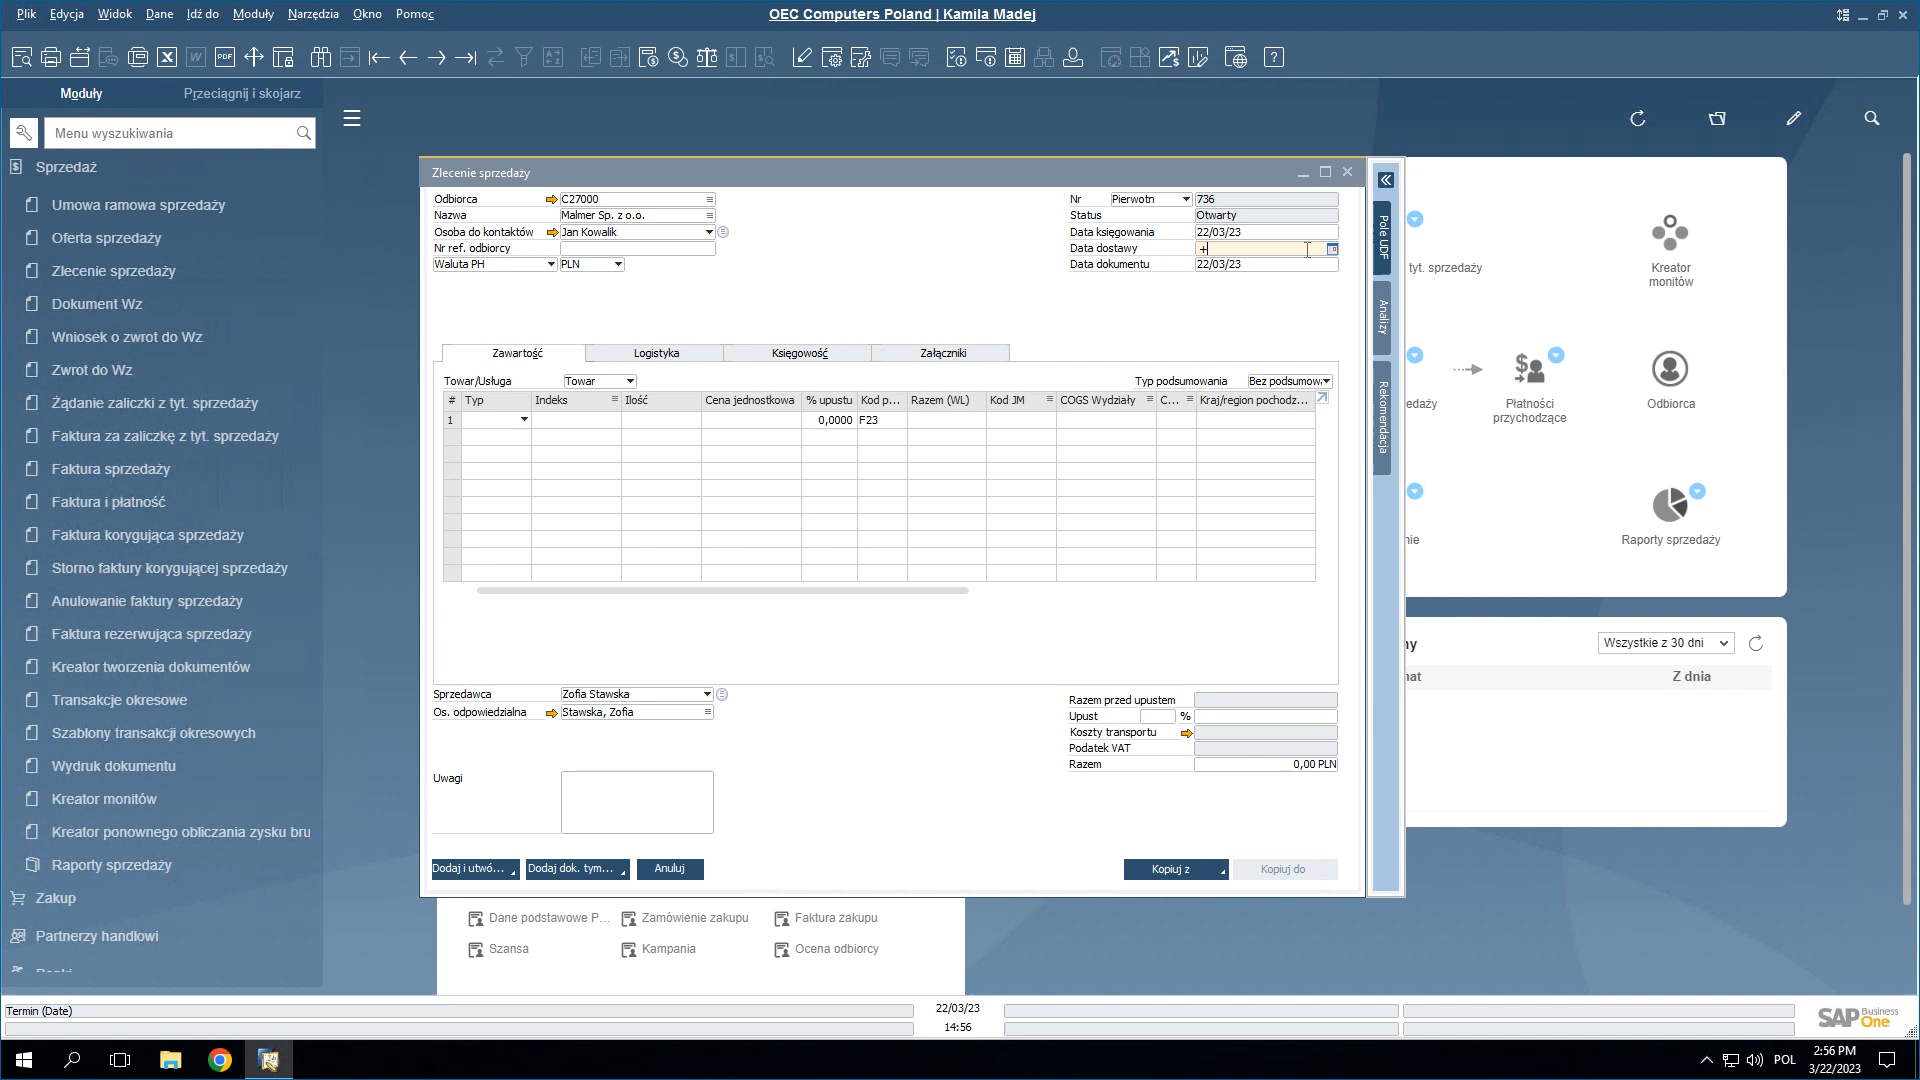 Plik Edycja Widok Dane Idź do Moduły Narzędzia Okno Pomoc
OEC Computers Poland | Kamila Madej
Moduły Przeciągnij i skojarz
Menu wyszukiwania
Sprzedaż
Umowa ramowa sprzedaży
Oferta sprzedaży
Zlecenie sprzedaży
Dokument Wz
Wniosek o zwrot do Wz
Zwrot do Wz
Żądanie zaliczki z tyt. sprzedaży
Faktura za zaliczkę z tyt. sprzedaży
Faktura sprzedaży
Faktura i płatność
Faktura korygująca sprzedaży
Storno faktury korygującej sprzedaży
Anulowanie faktury sprzedaży
Faktura rezerwująca sprzedaży
Kreator tworzenia dokumentów
Transakcje okresowe
Szablony transakcji okresowych
Wydruk dokumentu
Kreator monitów
Kreator ponownego obliczania zysku bru
Raporty sprzedaży
Zakup
Partnerzy handlowi
Zlecenie sprzedaży
Odbiorca C27000
Nazwa Malmer Sp. z o.o.
Osoba do kontaktów Jan Kowalik
Nr ref. odbiorcy
Waluta PH PLN
Nr Pierwotn 736
Status Otwarty
Data księgowania 22/03/23
Data dostawy +
Data dokumentu 22/03/23
Zawartość Logistyka Księgowość Załączniki
Towar/Usługa Towar
Typ podsumowania Bez podsumow
# Typ Indeks Ilość Cena jednostkowa % upustu Kod p... Razem (WL) Kod JM COGS Wydziały C... Kraj/region pochodz...
1 0,0000 F23
Sprzedawca Zofia Stawska
Os. odpowiedzialna Stawska, Zofia
Uwagi
Razem przed upustem
Upust %
Koszty transportu
Podatek VAT
Razem 0,00 PLN
Dodaj i utwó... Dodaj dok. tym... Anuluj Kopiuj z Kopiuj do
Pole UDF
Analizy
Rekomendacja
tyt. sprzedaży
Kreator monitów
edaży
Płatności przychodzące
Odbiorca
nie
Raporty sprzedaży
Wszystkie z 30 dni
Z dnia
Dane podstawowe P... Zamówienie zakupu Faktura zakupu
Szansa Kampania Ocena odbiorcy
Termin (Date)
22/03/23
14:56
SAP Business One
POL
2:56 PM
3/22/2023